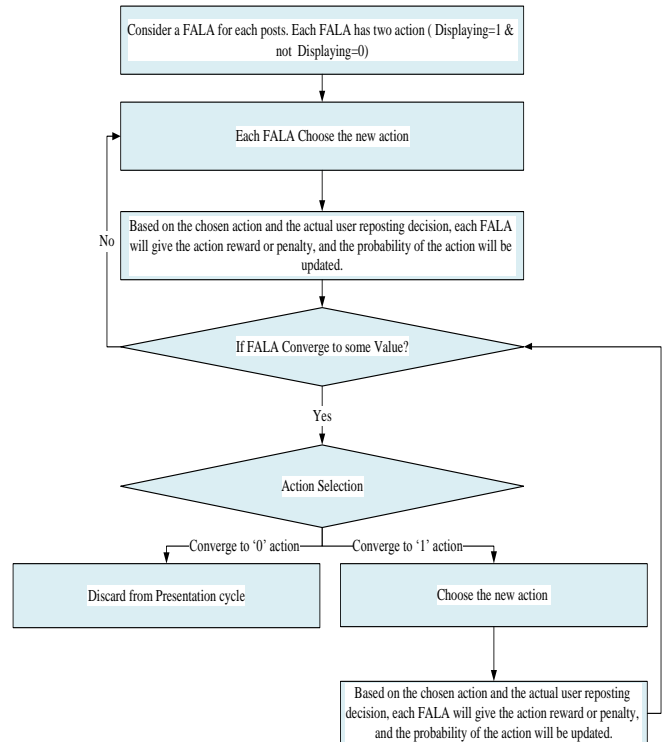 Consider a FALA for each posts. Each FALA has two action ( Displaying=1 &
not Displaying=0)
Each FALA Choose the new action
Based on the chosen action and the actual user reposting decision, each FALA
will give the action reward or penalty, and the probability of the action will be
updated.
No
If FALA Converge to some Value?
Yes
Action Selection
Converge to ‘0’ action
Converge to ‘1’ action
Discard from Presentation cycle
Choose the new action
Based on the chosen action and the actual user reposting
decision, each FALA will give the action reward or penalty,
and the probability of the action will be updated.